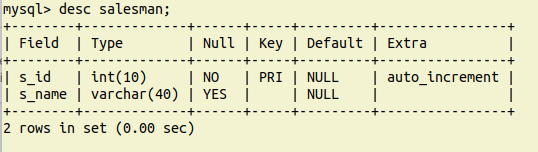 mysql> desc salesman;
+--------+-------------+------+-----+---------+----------------+
| Field  | Type        | Null | Key | Default | Extra          |
+--------+-------------+------+-----+---------+----------------+
| s_id   | int(10)     | NO   | PRI | NULL    | auto_increment |
| s_name | varchar(40) | YES  |     | NULL    |                |
+--------+-------------+------+-----+---------+----------------+
2 rows in set (0.00 sec)